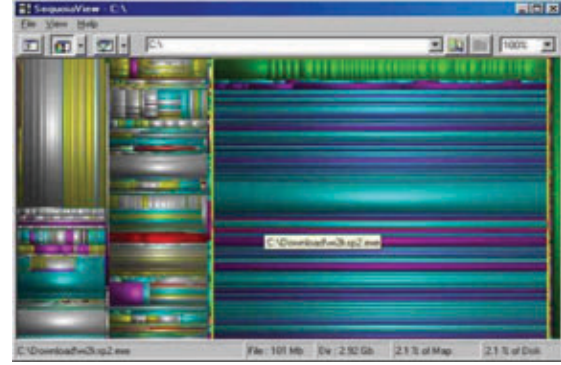 SequoiaView - C:\
File View Help
C:\ 100%
C:\Download\w2ksp2.exe
C:\Download\w2ksp2.exe File : 101 Mb Dir : 2.92 Gb 2.1 % of Map 2.1 % of Disk